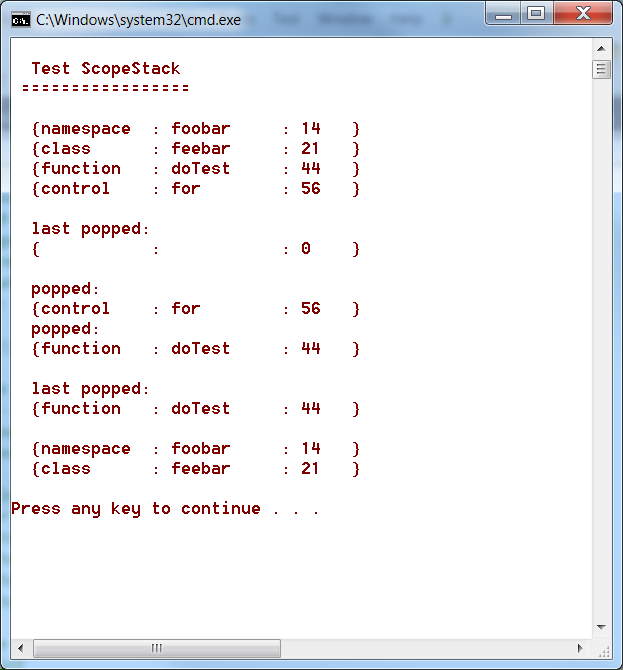 C:\Windows\system32\cmd.exe
Test ScopeStack
=================
{namespace  : foobar     : 14   }
{class      : feebar     : 21   }
{function   : doTest     : 44   }
{control    : for        : 56   }
last popped:
{           :            : 0    }
popped:
{control    : for        : 56   }
popped:
{function   : doTest     : 44   }
last popped:
{function   : doTest     : 44   }
{namespace  : foobar     : 14   }
{class      : feebar     : 21   }
Press any key to continue . . .